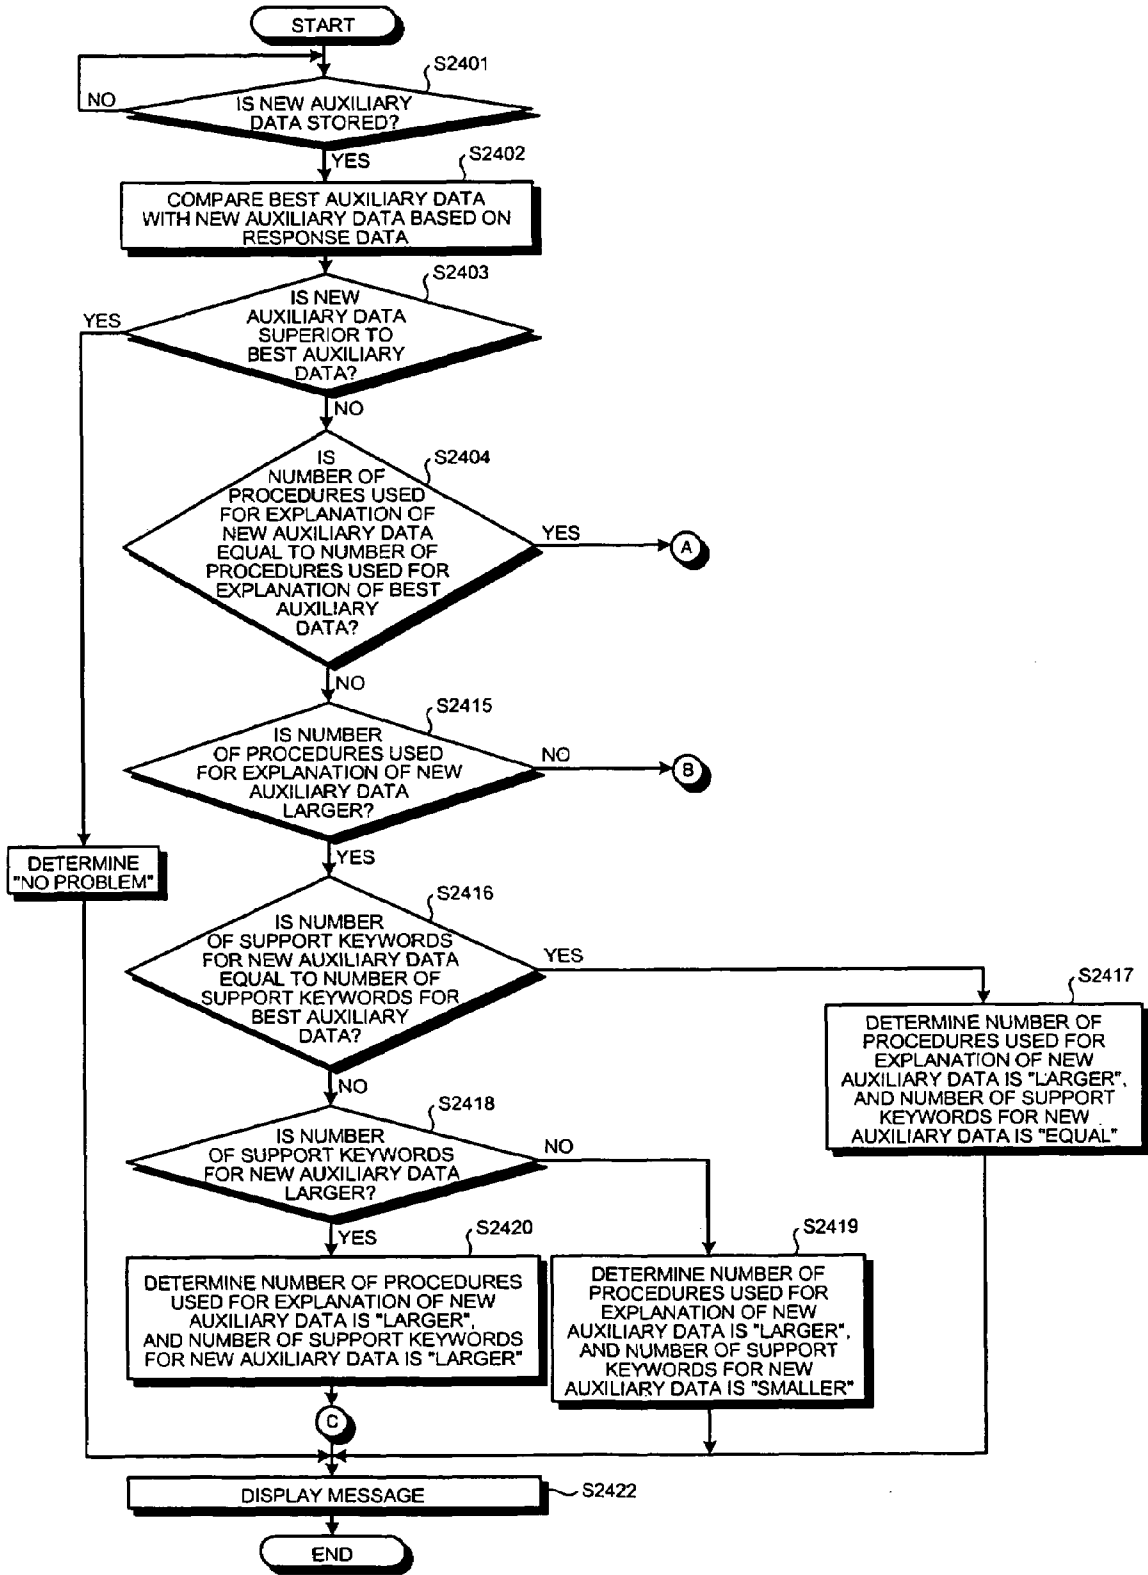 START
S2401
NO
IS NEW AUXILIARY
DATA STORED?
YES
S2402
COMPARE BEST AUXILIARY DATA
WITH NEW AUXILIARY DATA BASED ON
RESPONSE DATA
S2403
YES
IS NEW
AUXILIARY DATA
SUPERIOR TO
BEST AUXILIARY
DATA?
NO
S2404
IS
NUMBER OF
PROCEDURES USED
FOR EXPLANATION OF
NEW AUXILIARY DATA
EQUAL TO NUMBER OF
PROCEDURES USED FOR
EXPLANATION OF BEST
AUXILIARY
DATA?
YES
A
NO
S2415
IS NUMBER
OF PROCEDURES USED
FOR EXPLANATION OF NEW
AUXILIARY DATA
LARGER?
NO
B
YES
DETERMINE
"NO PROBLEM"
S2416
IS NUMBER
OF SUPPORT KEYWORDS
FOR NEW AUXILIARY DATA
EQUAL TO NUMBER OF
SUPPORT KEYWORDS FOR
BEST AUXILIARY
DATA?
YES
S2417
DETERMINE NUMBER OF
PROCEDURES USED FOR
EXPLANATION OF NEW
AUXILIARY DATA IS "LARGER",
AND NUMBER OF SUPPORT
KEYWORDS FOR NEW
AUXILIARY DATA IS "EQUAL"
NO
S2418
IS NUMBER
OF SUPPORT KEYWORDS
FOR NEW AUXILIARY DATA
LARGER?
NO
YES
S2420
DETERMINE NUMBER OF PROCEDURES
USED FOR EXPLANATION OF NEW
AUXILIARY DATA IS "LARGER",
AND NUMBER OF SUPPORT KEYWORDS
FOR NEW AUXILIARY DATA IS "LARGER"
S2419
DETERMINE NUMBER OF
PROCEDURES USED FOR
EXPLANATION OF NEW
AUXILIARY DATA IS "LARGER",
AND NUMBER OF SUPPORT
KEYWORDS FOR NEW
AUXILIARY DATA IS "SMALLER"
C
DISPLAY MESSAGE
S2422
END